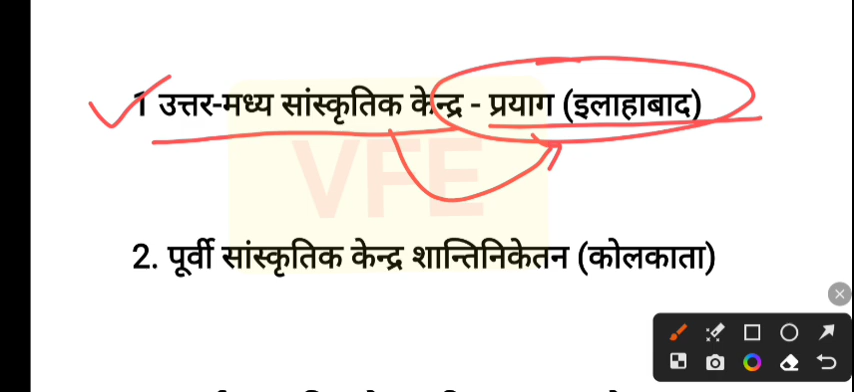 1 उत्तर-मध्य सांस्कृतिक केन्द्र - प्रयाग (इलाहाबाद)
VFE
2. पूर्वी सांस्कृतिक केन्द्र शान्तिनिकेतन (कोलकाता)